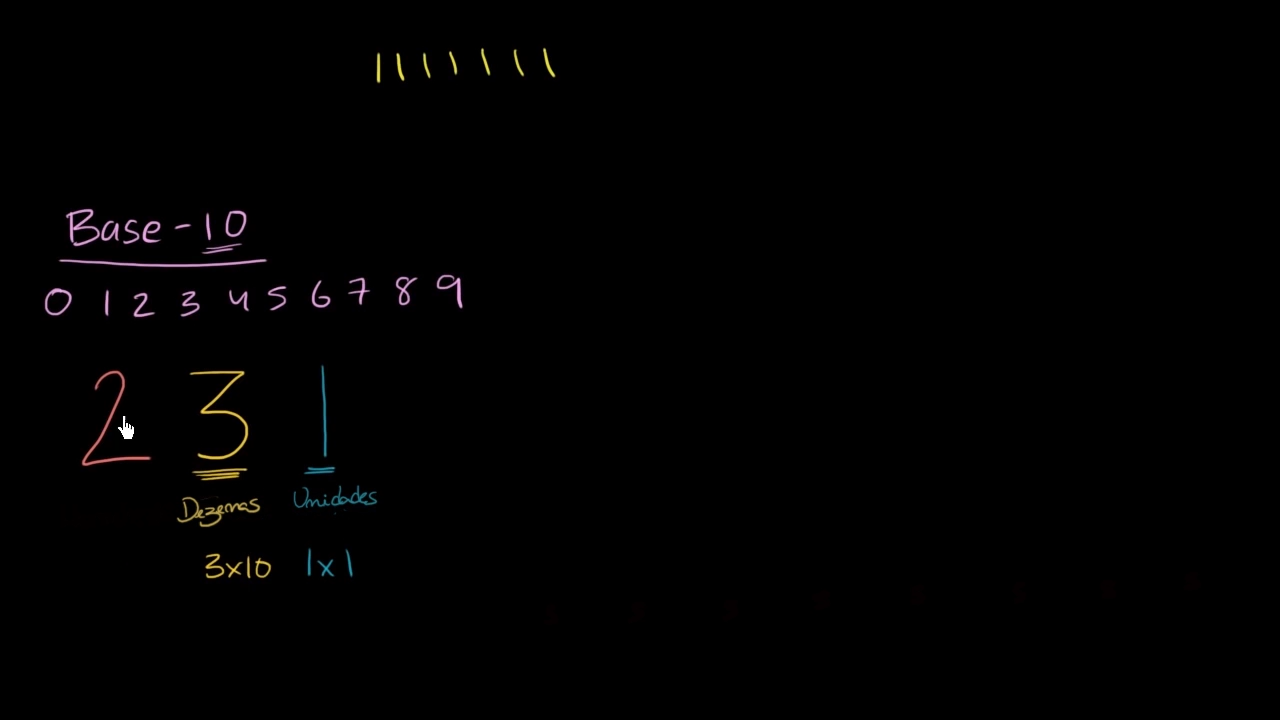 Base-10
0 1 2 3 4 5 6 7 8 9
2 3 1
Dezenas Unidades
3x10 1x1